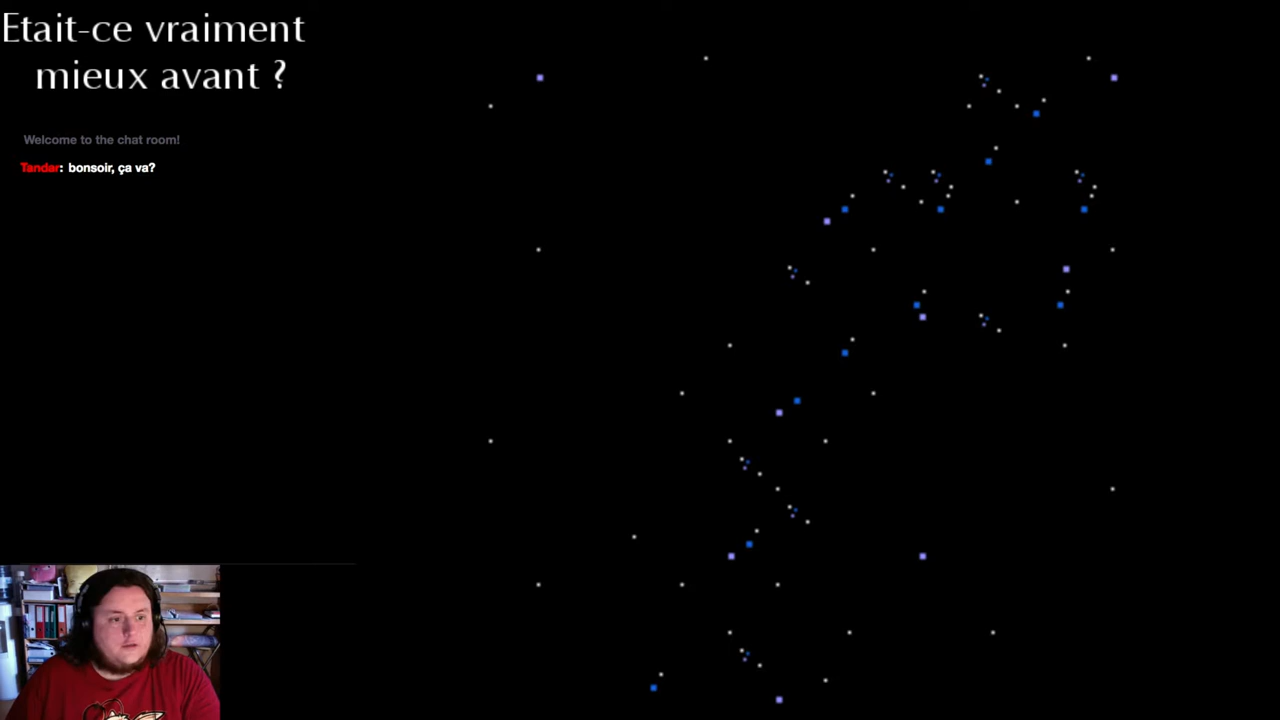 Etait-ce vraiment
mieux avant ?
Welcome to the chat room!
Tandar: bonsoir, ça va?